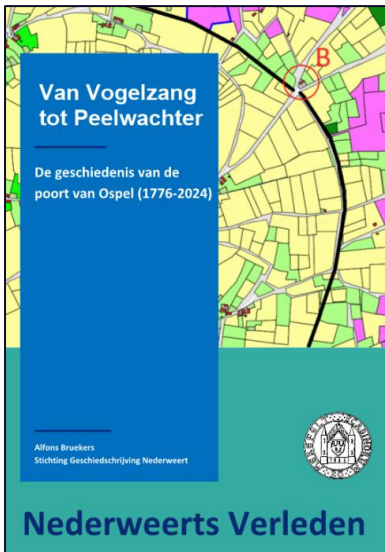 B
Van Vogelzang
tot Peelwachter
De geschiedenis van de
poort van Ospel (1776-2024)
Alfons Bruekers
Stichting Geschiedschrijving Nederweert
Nederweerts Verleden